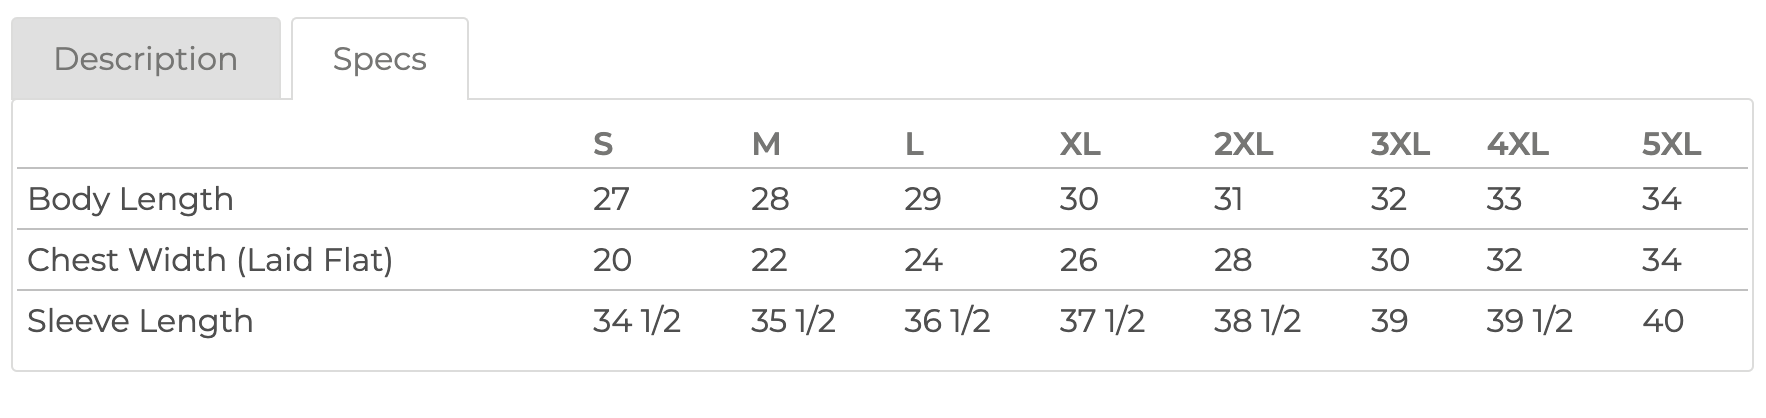 Description Specs
S M L XL 2XL 3XL 4XL 5XL
Body Length 27 28 29 30 31 32 33 34
Chest Width (Laid Flat) 20 22 24 26 28 30 32 34
Sleeve Length 34 1/2 35 1/2 36 1/2 37 1/2 38 1/2 39 39 1/2 40